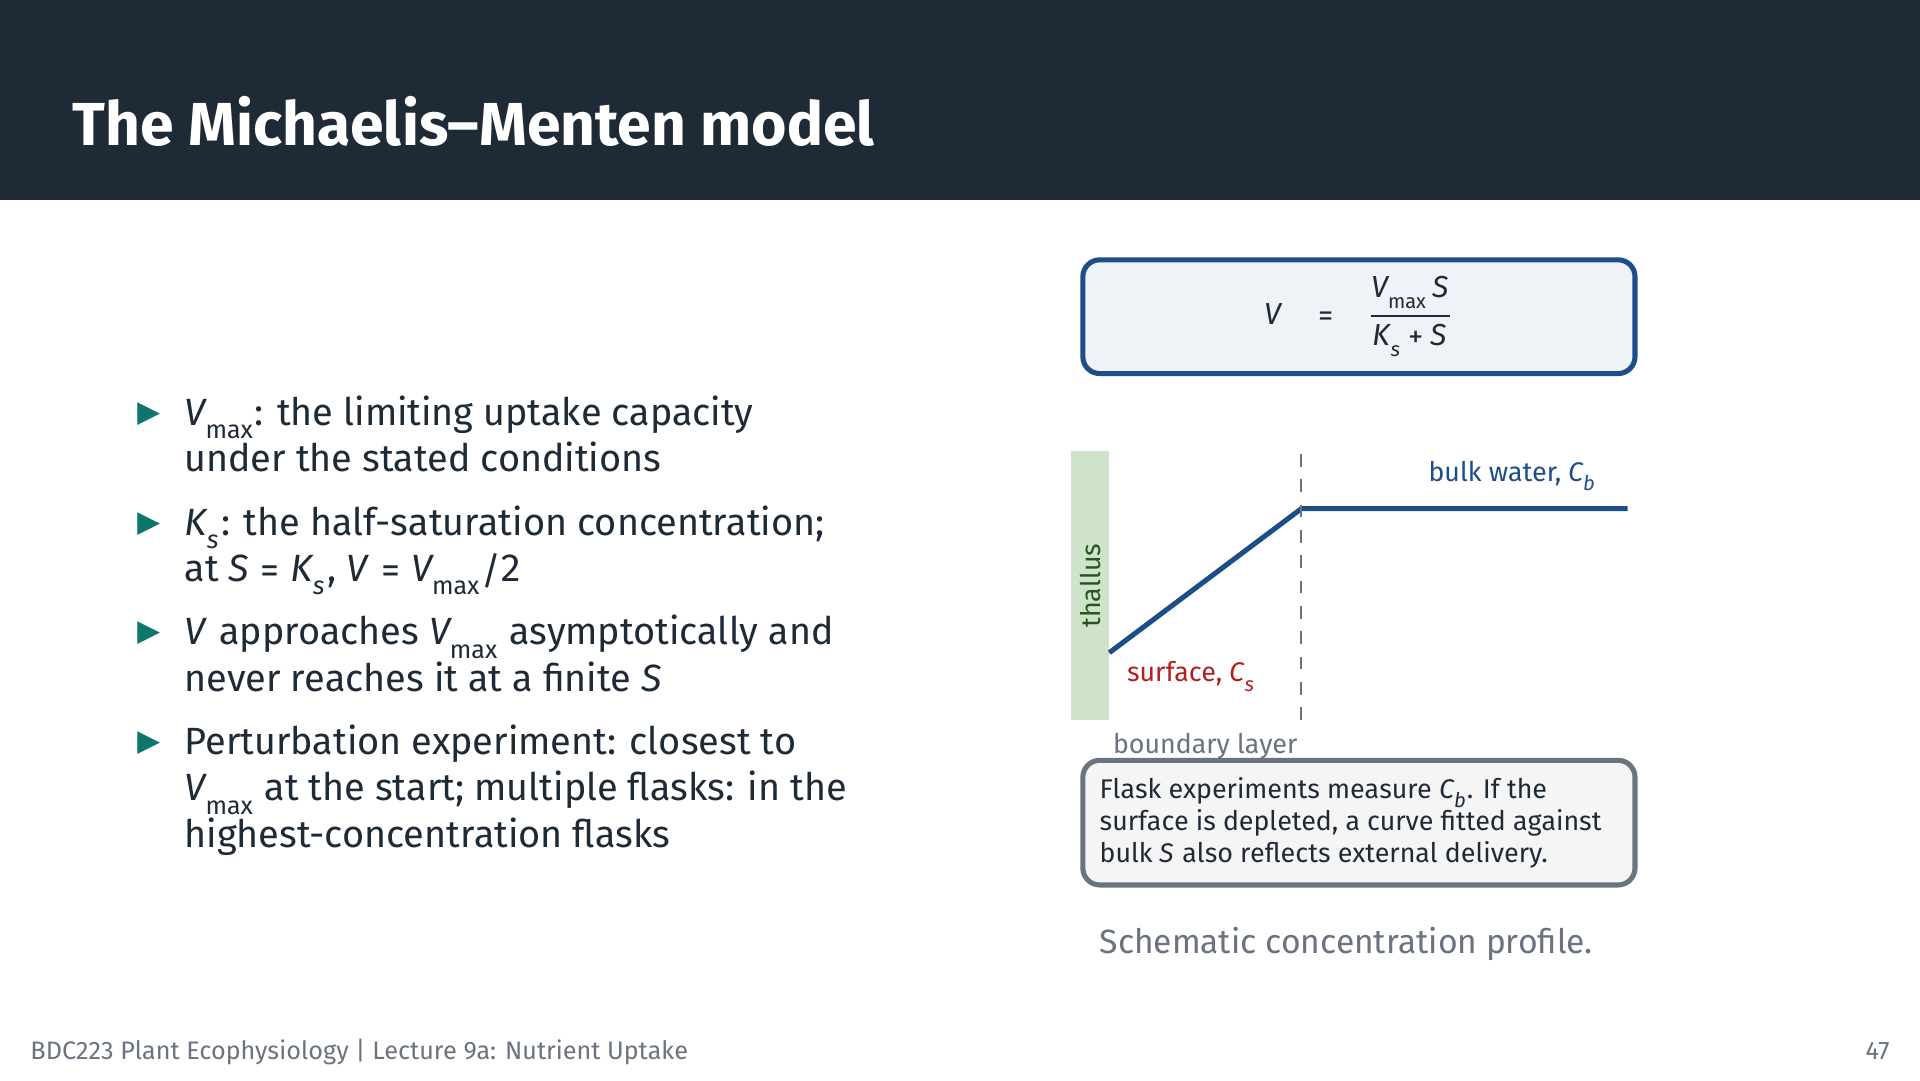 The Michaelis–Menten model
► Vmax: the limiting uptake capacity
under the stated conditions
► Ks: the half-saturation concentration;
at S = Ks, V = Vmax/2
► V approaches Vmax asymptotically and
never reaches it at a finite S
► Perturbation experiment: closest to
Vmax at the start; multiple flasks: in the
highest-concentration flasks
V = Vmax S / Ks + S
bulk water, Cb
thallus
surface, Cs
boundary layer
Flask experiments measure Cb. If the
surface is depleted, a curve fitted against
bulk S also reflects external delivery.
Schematic concentration profile.
BDC223 Plant Ecophysiology | Lecture 9a: Nutrient Uptake
47